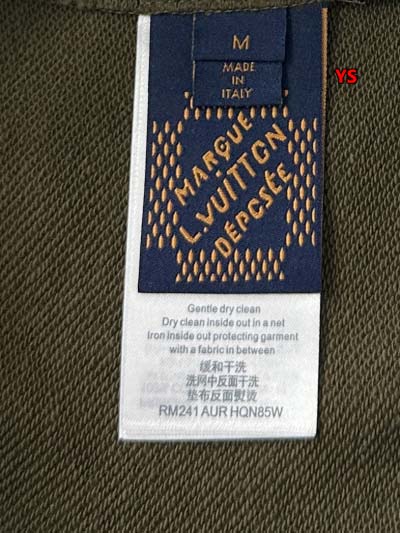 M
MADE
IN
ITALY
YS
MARQUE
L.VUITTON
DÉPOSÉE
Gentle dry clean
Dry clean inside out in a net
Iron inside out protecting garment
with a fabric in between
缓和干洗
洗网中反面干洗
垫布反面熨烫
RM241 AUR HQN85W